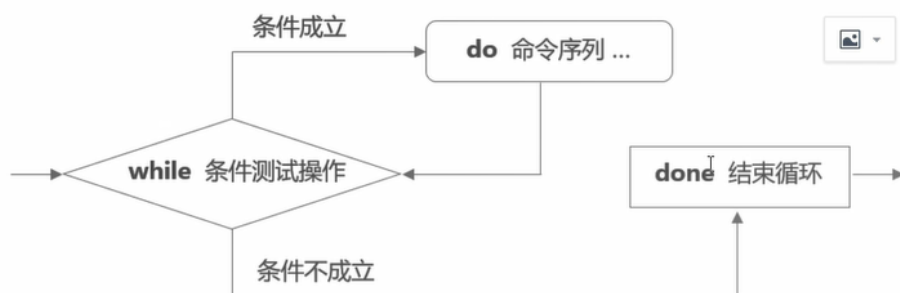 条件成立
do 命令序列 ...
while 条件测试操作
done 结束循环
条件不成立